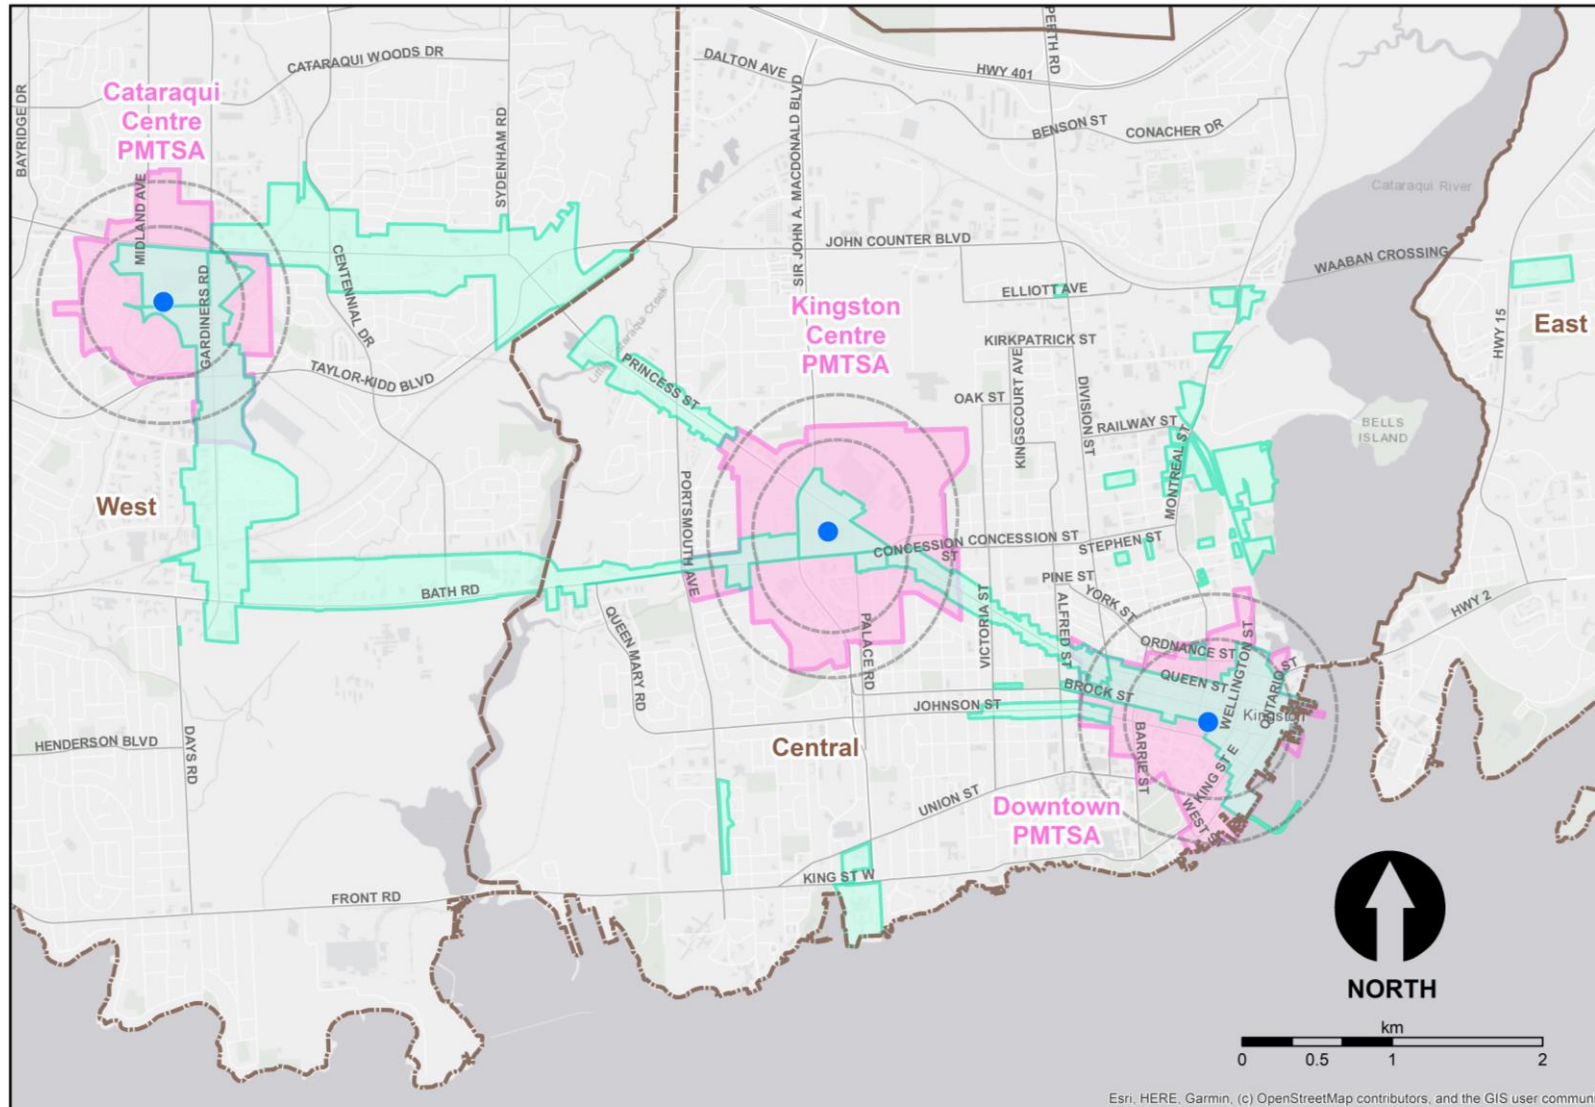 CATARAQUI WOODS DR
BAYRIDGE DR
Cataraqui
Centre
PMTSA
MIDLAND AVE
GARDINERS RD
SYDENHAM RD
CENTENNIAL DR
TAYLOR-KIDD BLVD
West
BATH RD
HENDERSON BLVD
DAYS RD
FRONT RD
DALTON AVE
SIR JOHN A. MACDONALD BLVD
PERTH RD
HWY 401
BENSON ST
CONACHER DR
Cataraqui River
JOHN COUNTER BLVD
WAABAN CROSSING
ELLIOTT AVE
HWY 15
East
Kingston
Centre
PMTSA
KIRKPATRICK ST
KINGSCOURT AVE
DIVISION ST
OAK ST
RAILWAY ST
MONTREAL ST
BELLS
ISLAND
Little Cataraqui Creek
PRINCESS ST
PORTSMOUTH AVE
CONCESSION
ST
CONCESSION ST
STEPHEN ST
PINE ST
YORK ST
ALFRED ST
VICTORIA ST
PALACE RD
QUEEN MARY RD
HWY 2
ORDNANCE ST
QUEEN ST
WELLINGTON ST
ONTARIO ST
Kingston
BROCK ST
JOHNSON ST
BARRIE ST
KING ST E
WEST ST
Central
UNION ST
Downtown
PMTSA
KING ST W
NORTH
km
0 0.5 1 2
Esri, HERE, Garmin, (c) OpenStreetMap contributors, and the GIS user commun